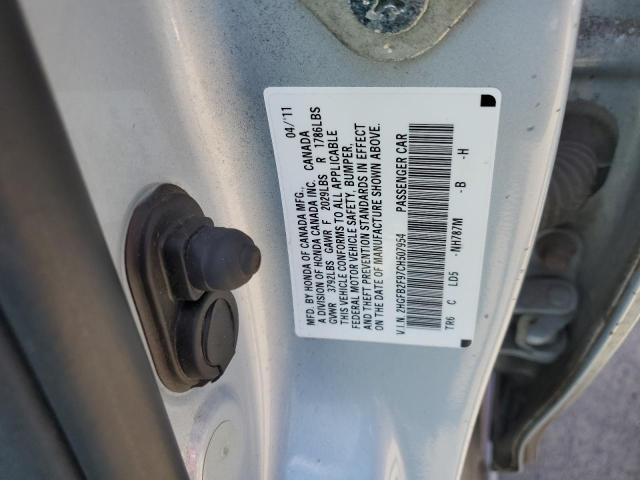 MFD. BY HONDA OF CANADA MFG., 04/'11
A DIVISION OF HONDA CANADA INC. CANADA
GVWR 3792LBS GAWR F 2029LBS R 1786LBS
THIS VEHICLE CONFORMS TO ALL APPLICABLE
FEDERAL MOTOR VEHICLE SAFETY, BUMPER,
AND THEFT PREVENTION STANDARDS IN EFFECT
ON THE DATE OF MANUFACTURE SHOWN ABOVE.
V.I.N. 2HGFB2F97CH507954 PASSENGER CAR
TR6 C LD5 -NH787M -B -H